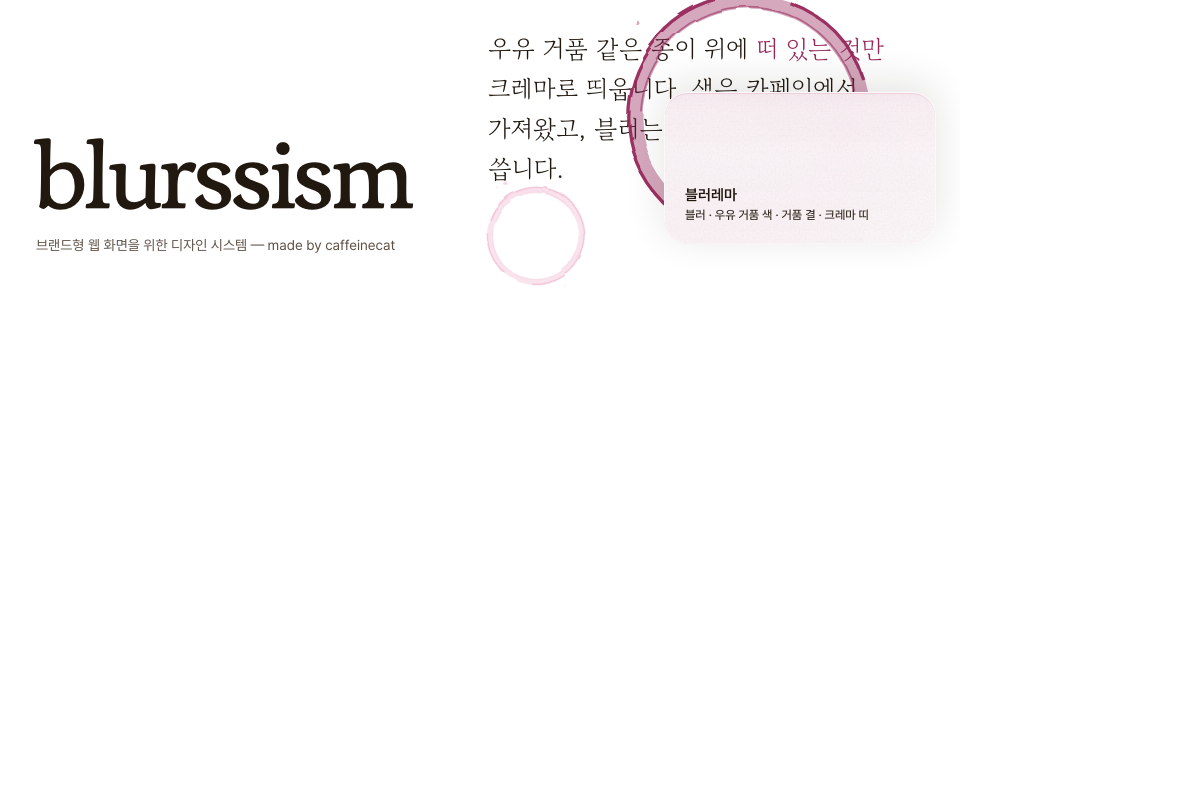 blurssism
브랜드형 웹 화면을 위한 디자인 시스템 — made by caffeinecat
우유 거품 같은 종이 위에 떠 있는 것만
크레마로 띄웁니다. 색은 카페인에서
가져왔고, 블러는
씁니다.
블러레마
블러 · 우유 거품 색 · 거품 결 · 크레마 띠